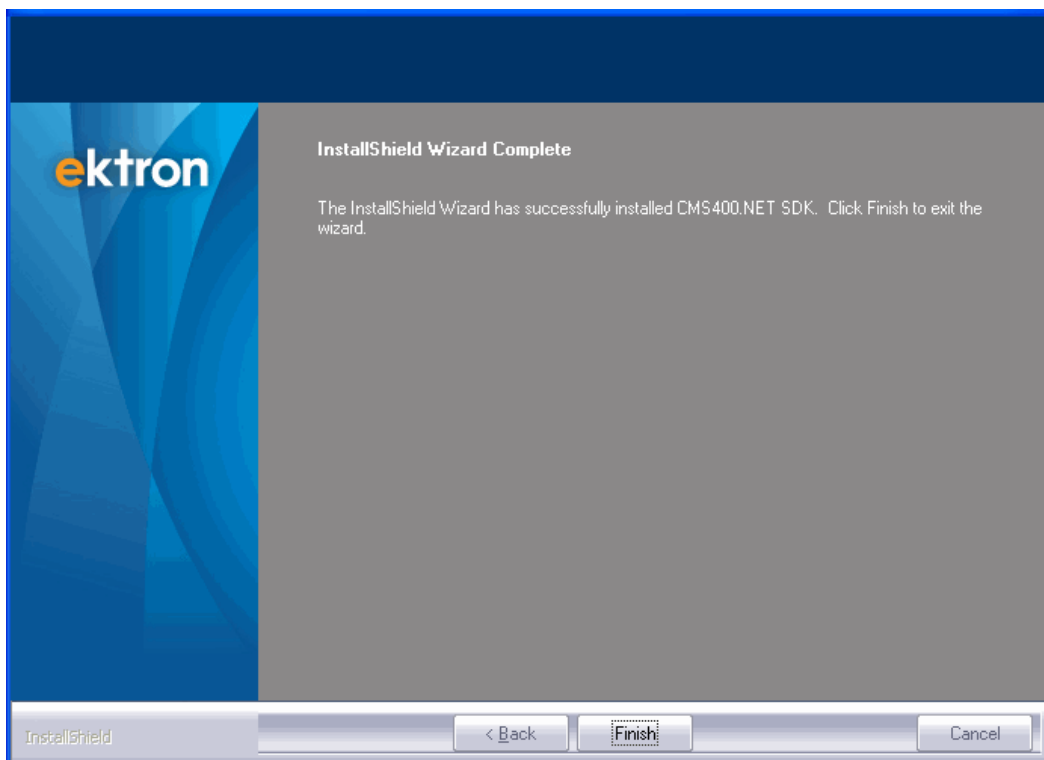 ektron
InstallShield Wizard Complete
The InstallShield Wizard has successfully installed CMS400.NET SDK. Click Finish to exit the
wizard.
InstallShield
< Back
Finish
Cancel